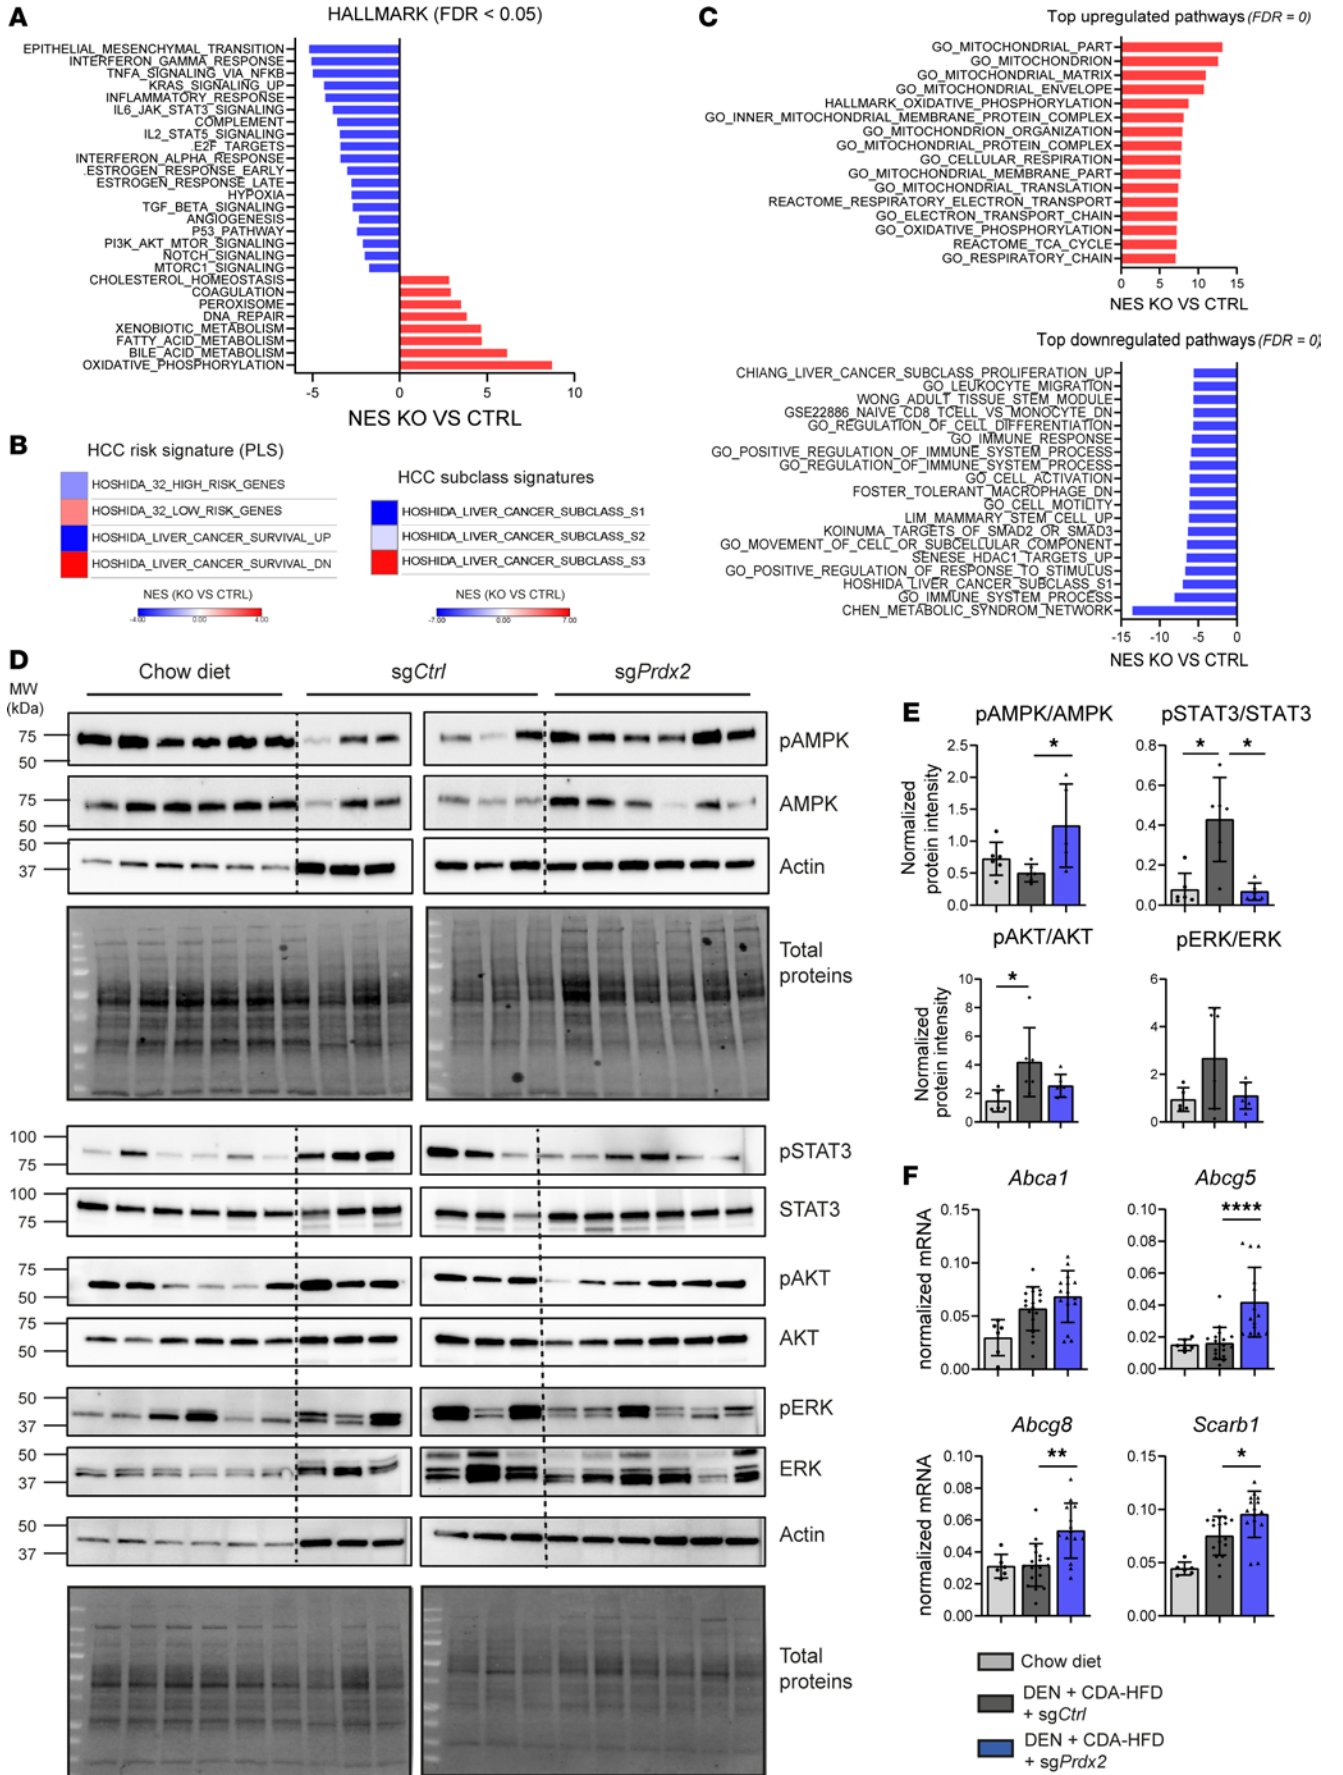 A
HALLMARK (FDR < 0.05)
EPITHELIAL_MESENCHYMAL_TRANSITION
INTERFERON_GAMMA_RESPONSE
TNFA_SIGNALING_VIA_NFKB
KRAS_SIGNALING_UP
INFLAMMATORY_RESPONSE
IL6_JAK_STAT3_SIGNALING
COMPLEMENT
IL2_STAT5_SIGNALING
E2F_TARGETS
INTERFERON_ALPHA_RESPONSE
ESTROGEN_RESPONSE_EARLY
ESTROGEN_RESPONSE_LATE
HYPOXIA
TGF_BETA_SIGNALING
ANGIOGENESIS
P53_PATHWAY
PI3K_AKT_MTOR_SIGNALING
NOTCH_SIGNALING
MTORC1_SIGNALING
CHOLESTEROL_HOMEOSTASIS
COAGULATION
PEROXISOME
DNA_REPAIR
XENOBIOTIC_METABOLISM
FATTY_ACID_METABOLISM
BILE_ACID_METABOLISM
OXIDATIVE_PHOSPHORYLATION
-5 0 5 10
NES KO VS CTRL
B
HCC risk signature (PLS)
HOSHIDA_32_HIGH_RISK_GENES
HOSHIDA_32_LOW_RISK_GENES
HOSHIDA_LIVER_CANCER_SURVIVAL_UP
HOSHIDA_LIVER_CANCER_SURVIVAL_DN
NES (KO VS CTRL)
-4.00 0.00 4.00
HCC subclass signatures
HOSHIDA_LIVER_CANCER_SUBCLASS_S1
HOSHIDA_LIVER_CANCER_SUBCLASS_S2
HOSHIDA_LIVER_CANCER_SUBCLASS_S3
NES (KO VS CTRL)
-7.00 0.00 7.00
C
Top upregulated pathways (FDR = 0)
GO_MITOCHONDRIAL_PART
GO_MITOCHONDRION
GO_MITOCHONDRIAL_MATRIX
GO_MITOCHONDRIAL_ENVELOPE
HALLMARK_OXIDATIVE_PHOSPHORYLATION
GO_INNER_MITOCHONDRIAL_MEMBRANE_PROTEIN_COMPLEX
GO_MITOCHONDRION_ORGANIZATION
GO_MITOCHONDRIAL_PROTEIN_COMPLEX
GO_CELLULAR_RESPIRATION
GO_MITOCHONDRIAL_MEMBRANE_PART
GO_MITOCHONDRIAL_TRANSLATION
REACTOME_RESPIRATORY_ELECTRON_TRANSPORT
GO_ELECTRON_TRANSPORT_CHAIN
GO_OXIDATIVE_PHOSPHORYLATION
REACTOME_TCA_CYCLE
GO_RESPIRATORY_CHAIN
0 5 10 15
NES KO VS CTRL
Top downregulated pathways (FDR = 0)
CHIANG_LIVER_CANCER_SUBCLASS_PROLIFERATION_UP
GO_LEUKOCYTE_MIGRATION
WONG_ADULT_TISSUE_STEM_MODULE
GSE22886_NAIVE_CD8_TCELL_VS_MONOCYTE_DN
GO_REGULATION_OF_CELL_DIFFERENTIATION
GO_IMMUNE_RESPONSE
GO_POSITIVE_REGULATION_OF_IMMUNE_SYSTEM_PROCESS
GO_REGULATION_OF_IMMUNE_SYSTEM_PROCESS
GO_CELL_ACTIVATION
FOSTER_TOLERANT_MACROPHAGE_DN
GO_CELL_MOTILITY
LIM_MAMMARY_STEM_CELL_UP
KOINUMA_TARGETS_OF_SMAD2_OR_SMAD3
GO_MOVEMENT_OF_CELL_OR_SUBCELLULAR_COMPONENT
SENESE_HDAC1_TARGETS_UP
GO_POSITIVE_REGULATION_OF_RESPONSE_TO_STIMULUS
HOSHIDA_LIVER_CANCER_SUBCLASS_S1
GO_IMMUNE_SYSTEM_PROCESS
CHEN_METABOLIC_SYNDROM_NETWORK
-15 -10 -5 0
NES KO VS CTRL
D
MW
(kDa)
Chow diet sgCtrl sgPrdx2
75
50
pAMPK
75
50
AMPK
50
37
Actin
Total
proteins
100
75
pSTAT3
100
75
STAT3
75
50
pAKT
75
50
AKT
50
37
pERK
50
37
ERK
50
37
Actin
Total
proteins
E
pAMPK/AMPK
Normalized
protein intensity
2.5
2.0
1.5
1.0
0.5
0.0
*
pSTAT3/STAT3
0.8
0.6
0.4
0.2
0.0
* *
pAKT/AKT
Normalized
protein intensity
10
8
6
4
2
0
*
pERK/ERK
6
4
2
0
F
Abca1
normalized mRNA
0.15
0.10
0.05
0.00
Abcg5
0.10
0.08
0.06
0.04
0.02
0.00
****
Abcg8
normalized mRNA
0.10
0.08
0.06
0.04
0.02
0.00
**
Scarb1
0.15
0.10
0.05
0.00
*
Chow diet
DEN + CDA-HFD
+ sgCtrl
DEN + CDA-HFD
+ sgPrdx2